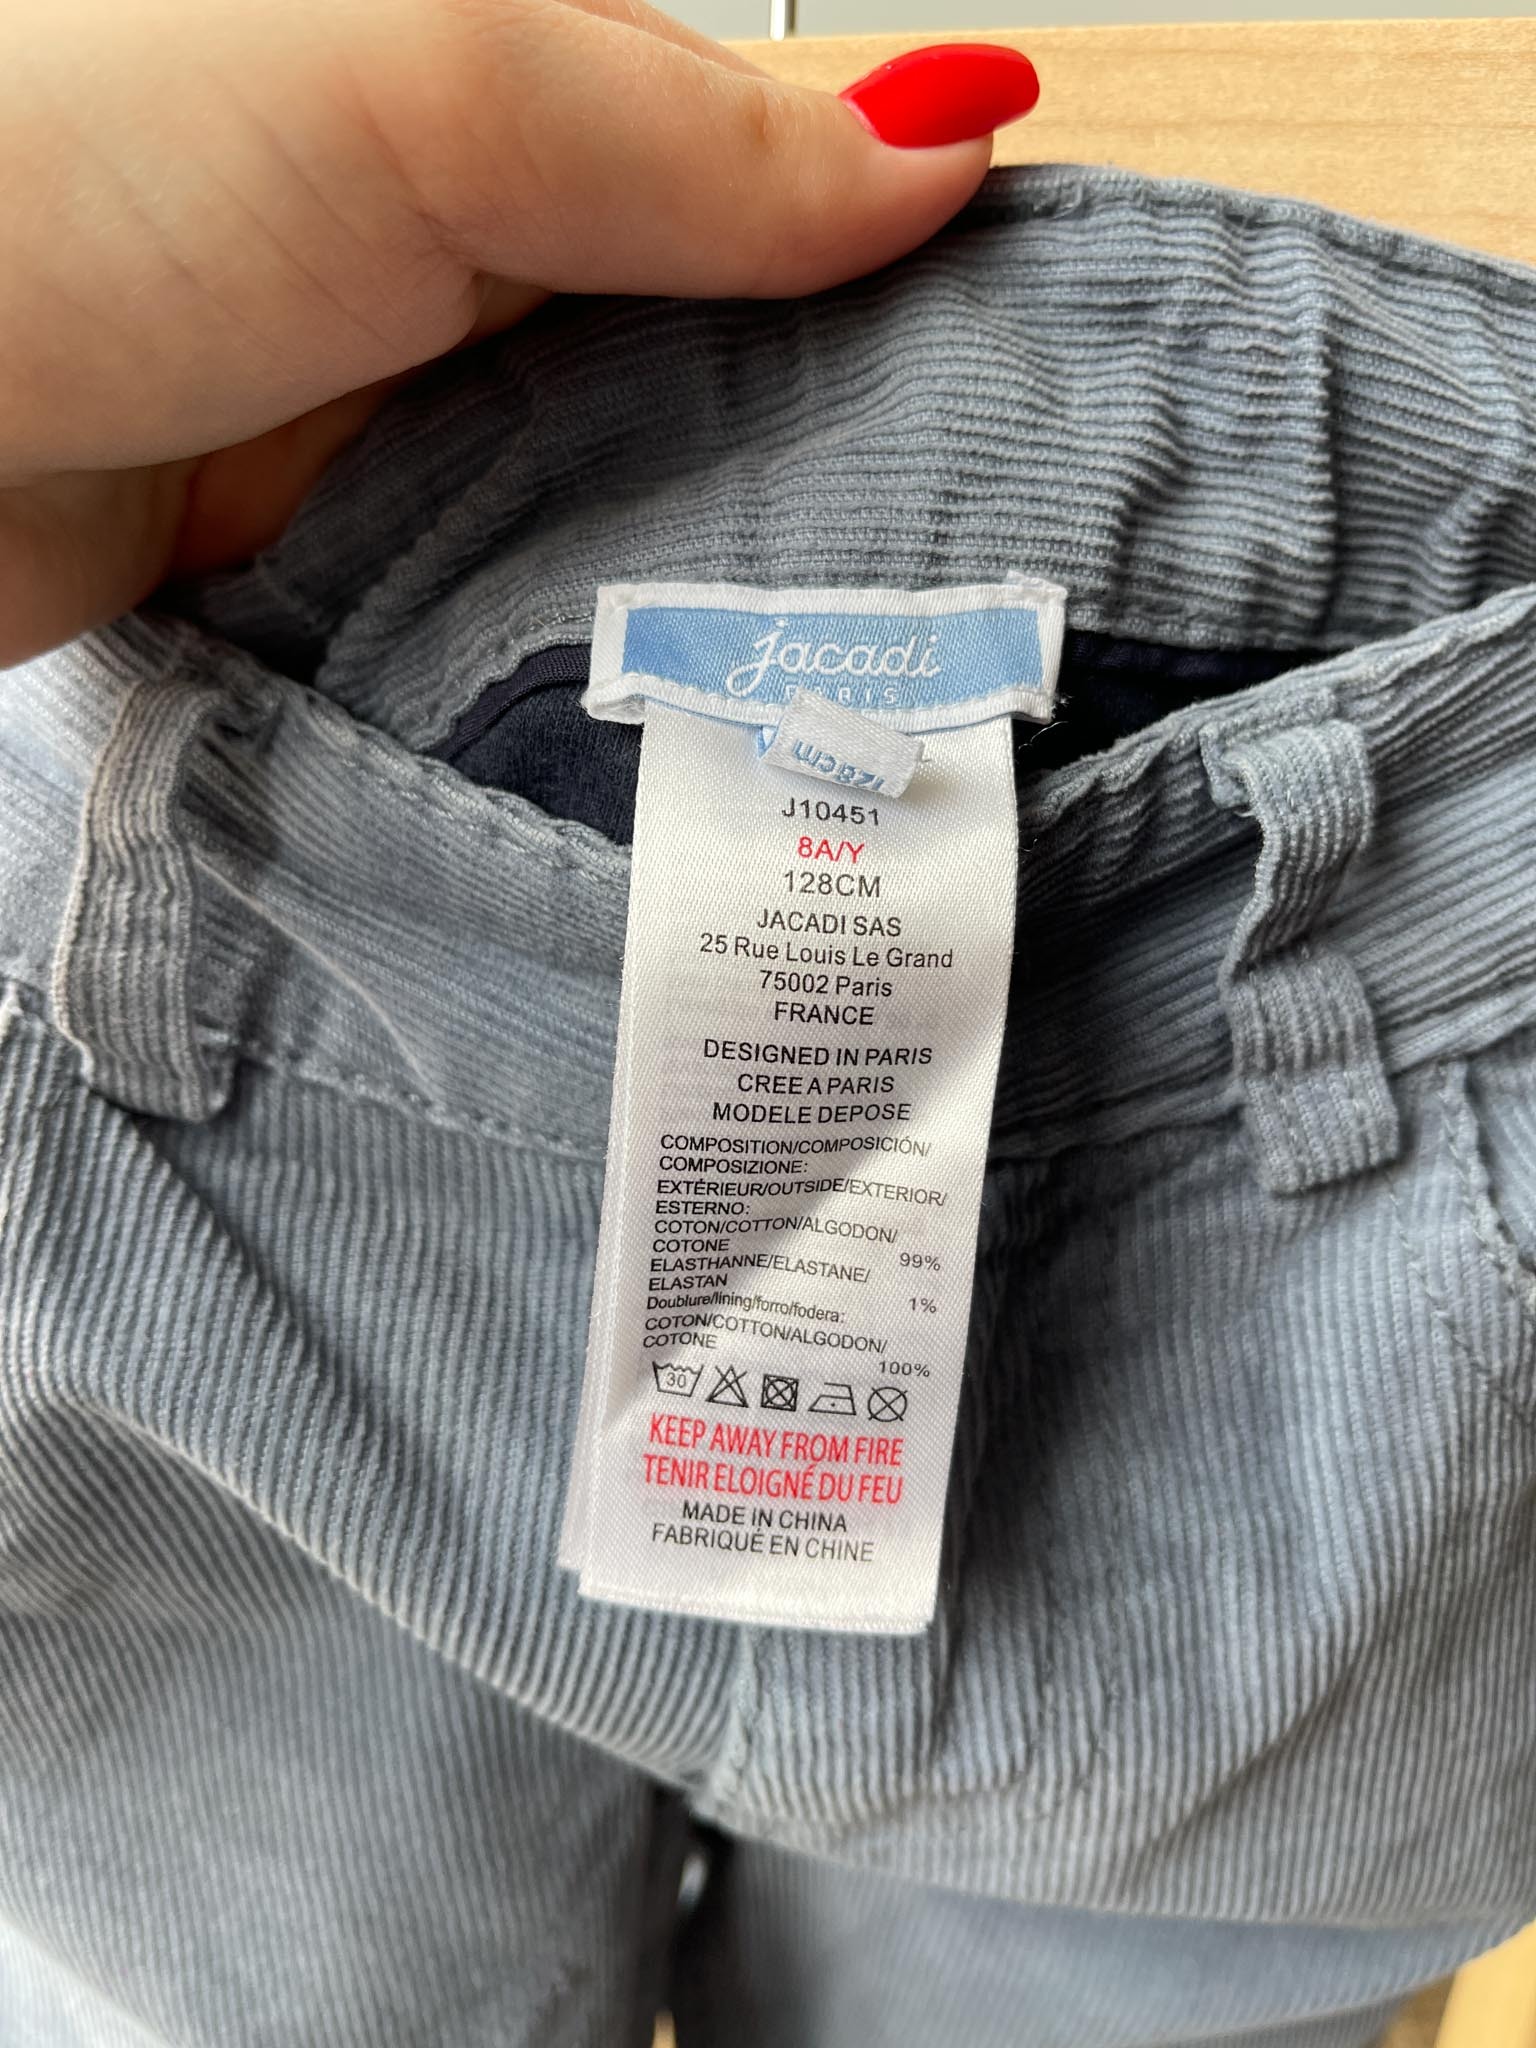 jacadi
PARIS
128cm
J10451
8A/Y
128CM
JACADI SAS
25 Rue Louis Le Grand
75002 Paris
FRANCE
DESIGNED IN PARIS
CREE A PARIS
MODELE DEPOSE
COMPOSITION/COMPOSICIÓN/
COMPOSIZIONE:
EXTÉRIEUR/OUTSIDE/EXTERIOR/
ESTERNO:
COTON/COTTON/ALGODON/
COTONE 99%
ELASTHANNE/ELASTANE/
ELASTAN 1%
Doublure/lining/forro/fodera:
COTON/COTTON/ALGODON/
COTONE 100%
30
KEEP AWAY FROM FIRE
TENIR ELOIGNÉ DU FEU
MADE IN CHINA
FABRIQUÉ EN CHINE